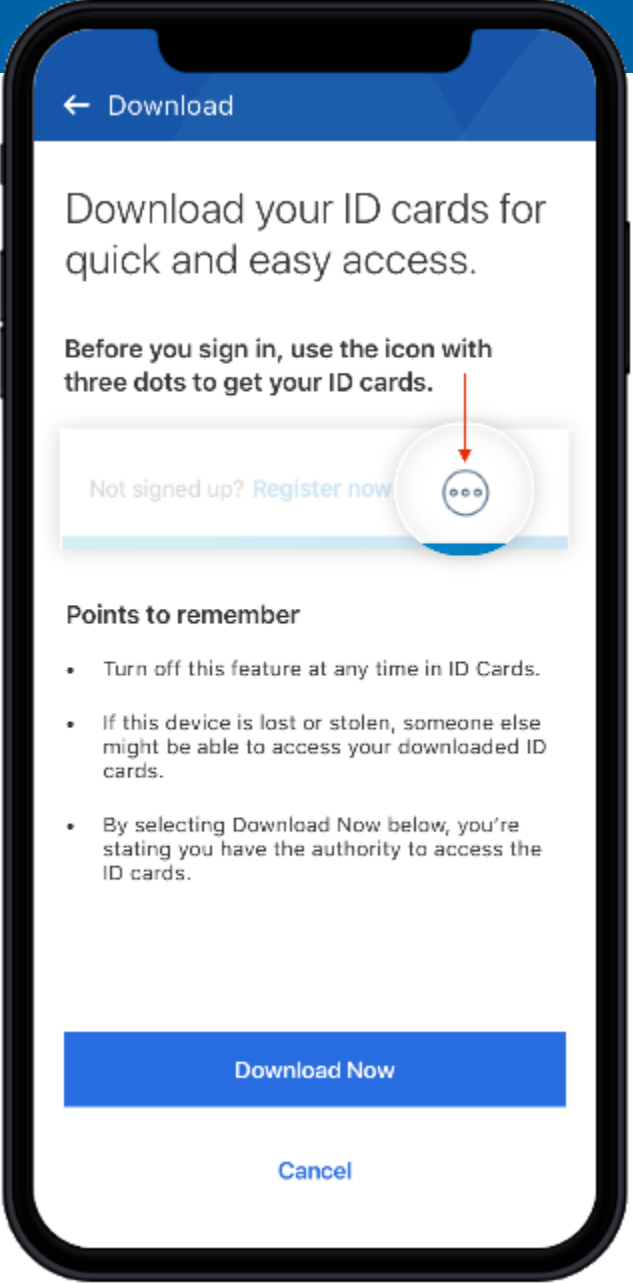 Download
Download your ID cards for
quick and easy access.
Before you sign in, use the icon with
three dots to get your ID cards.
Not signed up? Register now
Points to remember
• Turn off this feature at any time in ID Cards.
• If this device is lost or stolen, someone else
might be able to access your downloaded ID
cards.
• By selecting Download Now below, you're
stating you have the authority to access the
ID cards.
Download Now
Cancel